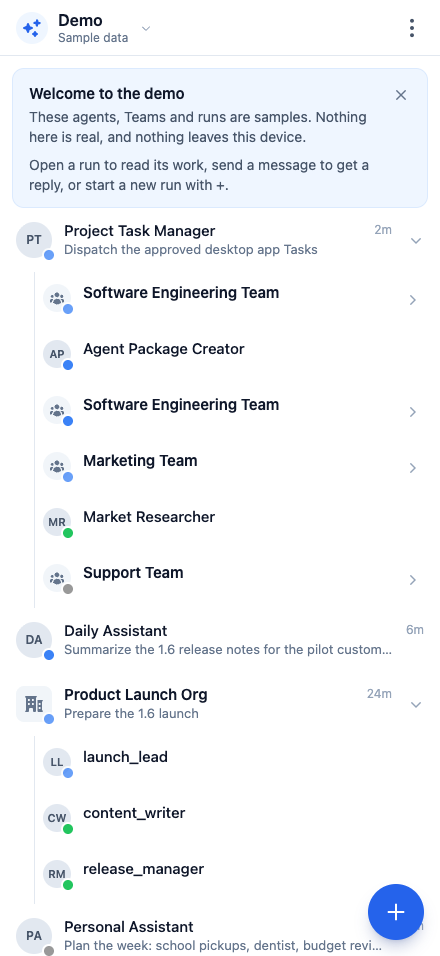 Demo
Sample data
Welcome to the demo
These agents, Teams and runs are samples. Nothing
here is real, and nothing leaves this device.
Open a run to read its work, send a message to get a
reply, or start a new run with +.
PT
Project Task Manager
2m
Dispatch the approved desktop app Tasks
Software Engineering Team
AP
Agent Package Creator
Software Engineering Team
Marketing Team
MR
Market Researcher
Support Team
DA
Daily Assistant
6m
Summarize the 1.6 release notes for the pilot custom…
Product Launch Org
24m
Prepare the 1.6 launch
LL
launch_lead
CW
content_writer
RM
release_manager
PA
Personal Assistant
Plan the week: school pickups, dentist, budget revi…